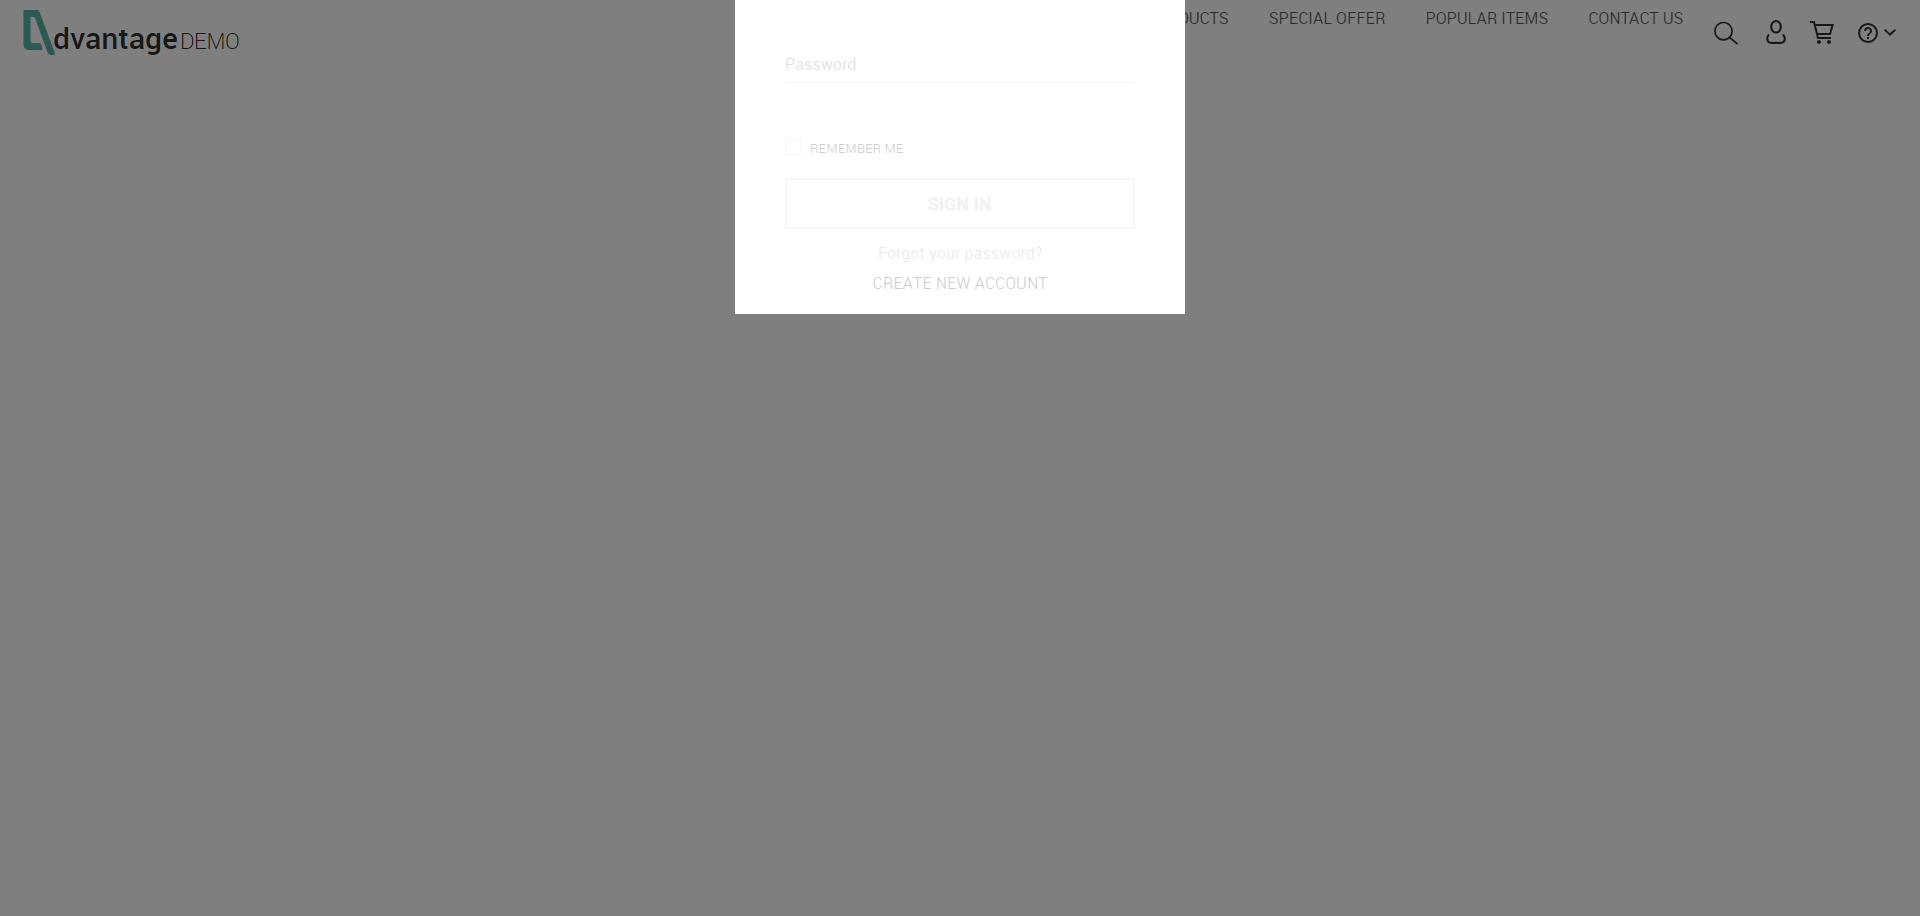 dvantage DEMO
DUCTS SPECIAL OFFER POPULAR ITEMS CONTACT US
Password
REMEMBER ME
SIGN IN
Forgot your password?
CREATE NEW ACCOUNT